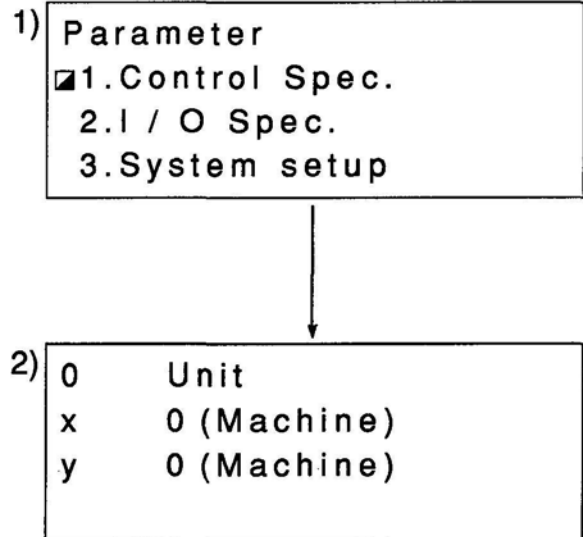 1)
Parameter
1.Control Spec.
2.I / O Spec.
3.System setup
2)
0 Unit
x 0 (Machine)
y 0 (Machine)